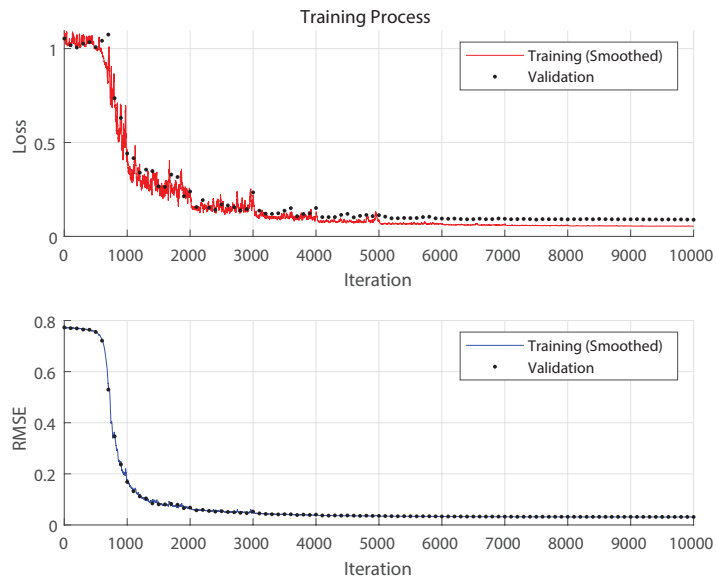 Training Process
Loss
1
0.5
0
Training (Smoothed)
Validation
0 1000 2000 3000 4000 5000 6000 7000 8000 9000 10000
Iteration
RMSE
0.8
0.6
0.4
0.2
0
Training (Smoothed)
Validation
0 1000 2000 3000 4000 5000 6000 7000 8000 9000 10000
Iteration